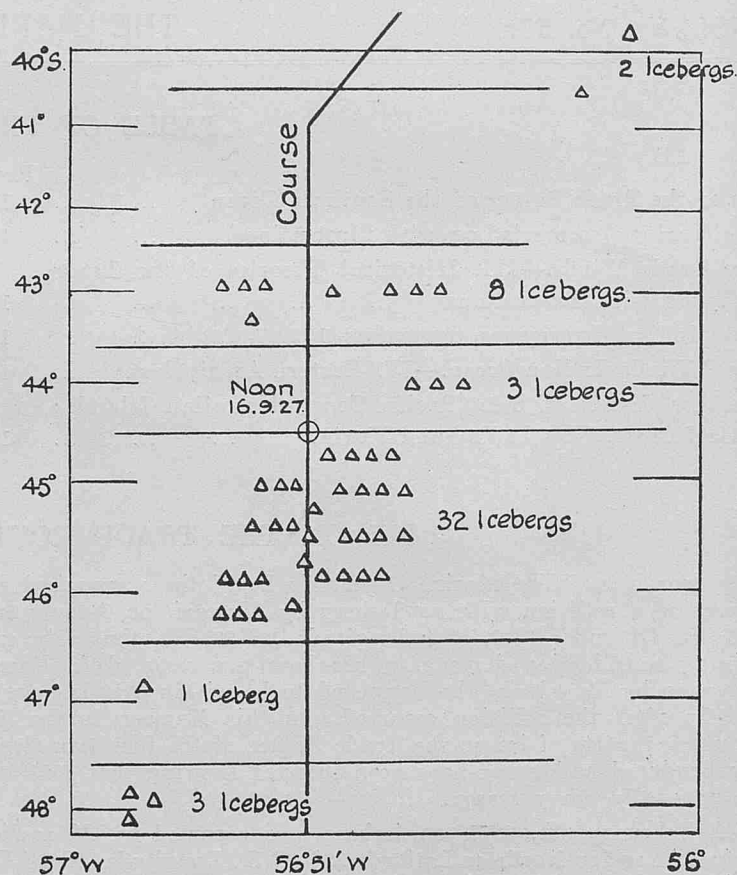 40°S.
2 Icebergs.
41°
Course
42°
43°
8 Icebergs.
44°
3 Icebergs
Noon
16.9.27.
45°
32 Icebergs
46°
47°
1 Iceberg
48°
3 Icebergs
57°W
56°51'W
56°